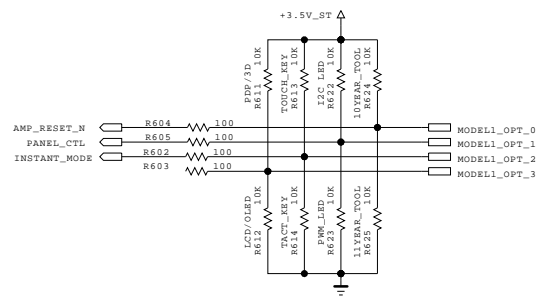 +3.5V_ST
PDP/3D
R611 10K
TOUCH_KEY
R613 10K
I2C_LED
R622 10K
10YEAR_TOOL
R624 10K
AMP_RESET_N R604 100 MODEL1_OPT_0
PANEL_CTL R605 100 MODEL1_OPT_1
INSTANT_MODE R602 100 MODEL1_OPT_2
R603 100 MODEL1_OPT_3
LCD/OLED
R612 10K
TACT_KEY
R614 10K
PWM_LED
R623 10K
11YEAR_TOOL
R625 10K